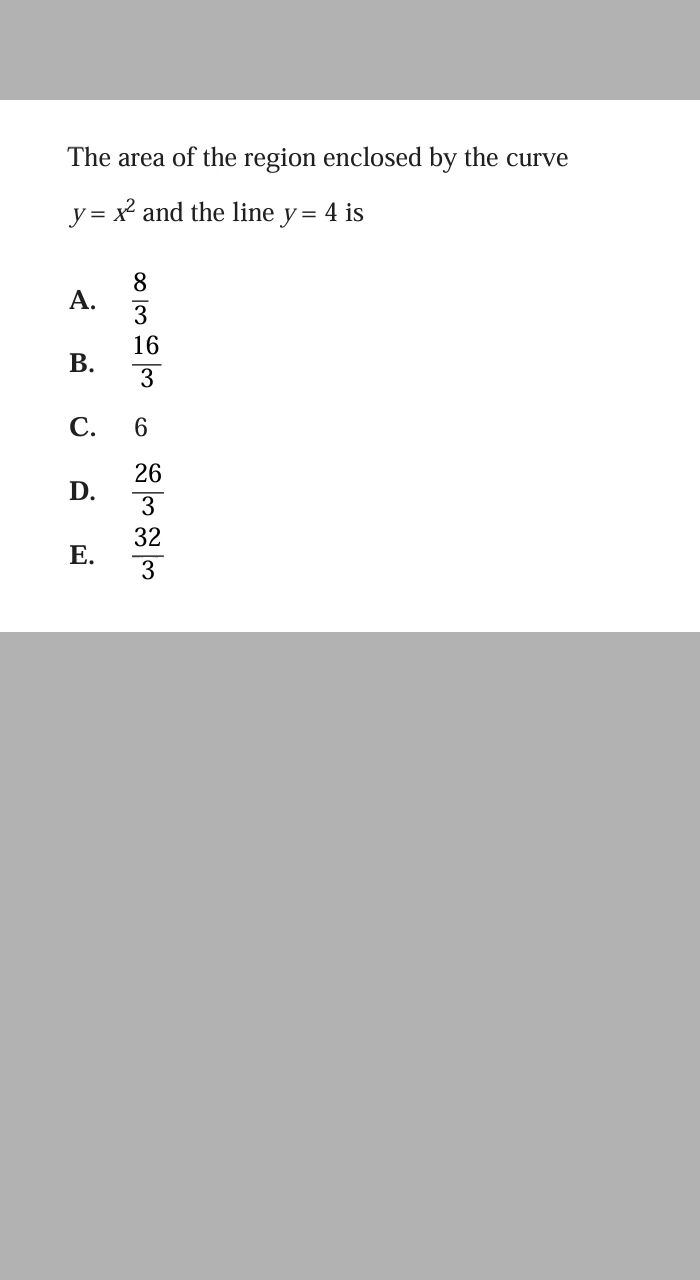 The area of the region enclosed by the curve
y = x² and the line y = 4 is
A. 8/3
B. 16/3
C. 6
D. 26/3
E. 32/3